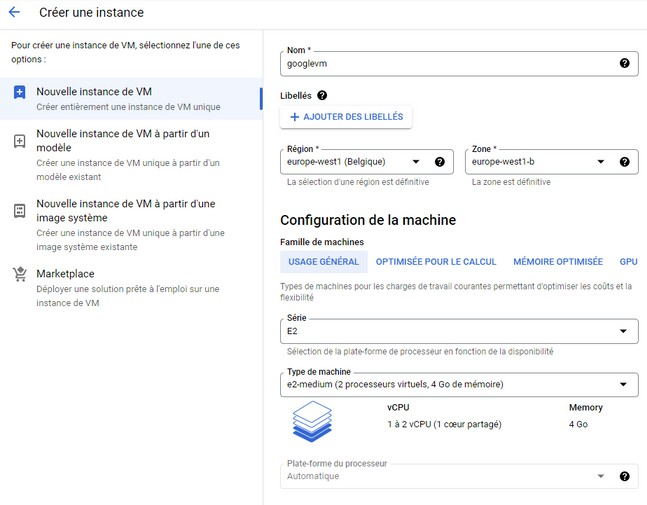 Créer une instance
Pour créer une instance de VM, sélectionnez l'une de ces
options :
Nouvelle instance de VM
Créer entièrement une instance de VM unique
Nouvelle instance de VM à partir d'un
modèle
Créer une instance de VM unique à partir d'un
modèle existant
Nouvelle instance de VM à partir d'une
image système
Créer une instance de VM unique à partir d'une
image système existante
Marketplace
Déployer une solution prête à l'emploi sur une
instance de VM
Nom *
googlevm
Libellés
AJOUTER DES LIBELLÉS
Région *
europe-west1 (Belgique)
La sélection d'une région est définitive
Zone *
europe-west1-b
La zone est définitive
Configuration de la machine
Famille de machines
USAGE GÉNÉRAL OPTIMISÉE POUR LE CALCUL MÉMOIRE OPTIMISÉE GPU
Types de machines pour les charges de travail courantes permettant d'optimiser les coûts et la
flexibilité
Série
E2
Sélection de la plate-forme de processeur en fonction de la disponibilité
Type de machine
e2-medium (2 processeurs virtuels, 4 Go de mémoire)
vCPU Memory
1 à 2 vCPU (1 cœur partagé) 4 Go
Plate-forme du processeur
Automatique